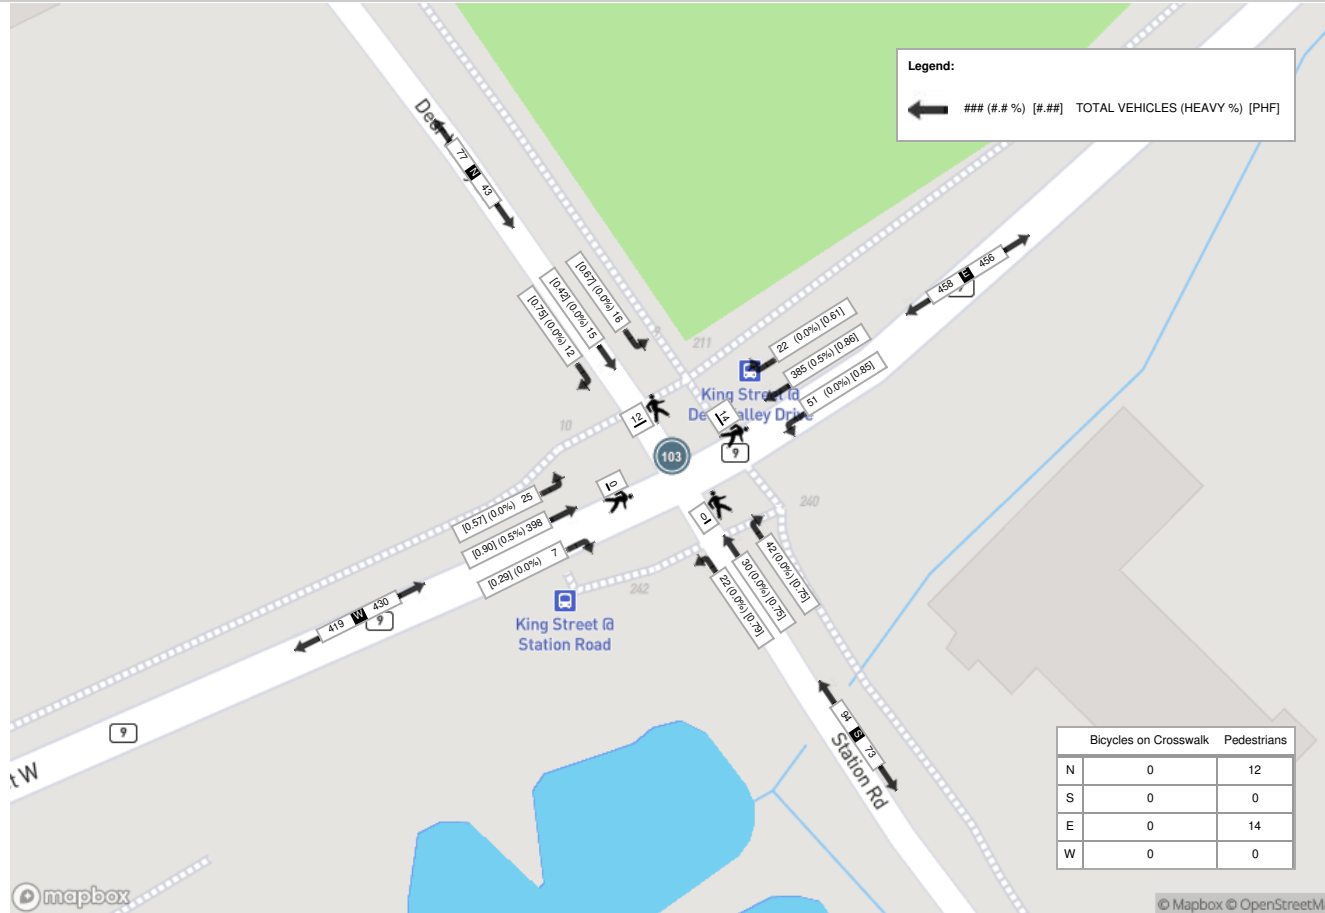 Legend:
### (#.# %) [#.##] TOTAL VEHICLES (HEAVY %) [PHF]
77 N 43
[0.67] (0.0%) 16
[0.42] (0.0%) 15
[0.75] (0.0%) 12
458 E 456
22 (0.0%) [0.61]
385 (0.5%) [0.86]
51 (0.0%) [0.85]
211
King Street @
12
14
103
9
10
0
0
240
[0.57] (0.0%) 25
[0.90] (0.5%) 398
[0.29] (0.0%) 7
42 (0.0%) [0.75]
30 (0.0%) [0.75]
22 (0.0%) [0.79]
242
419 W 430
9
King Street @
Station Road
94 S 73
Station Rd
9
t W
Bicycles on Crosswalk Pedestrians
N 0 12
S 0 0
E 0 14
W 0 0
mapbox
© Mapbox © OpenStreetM